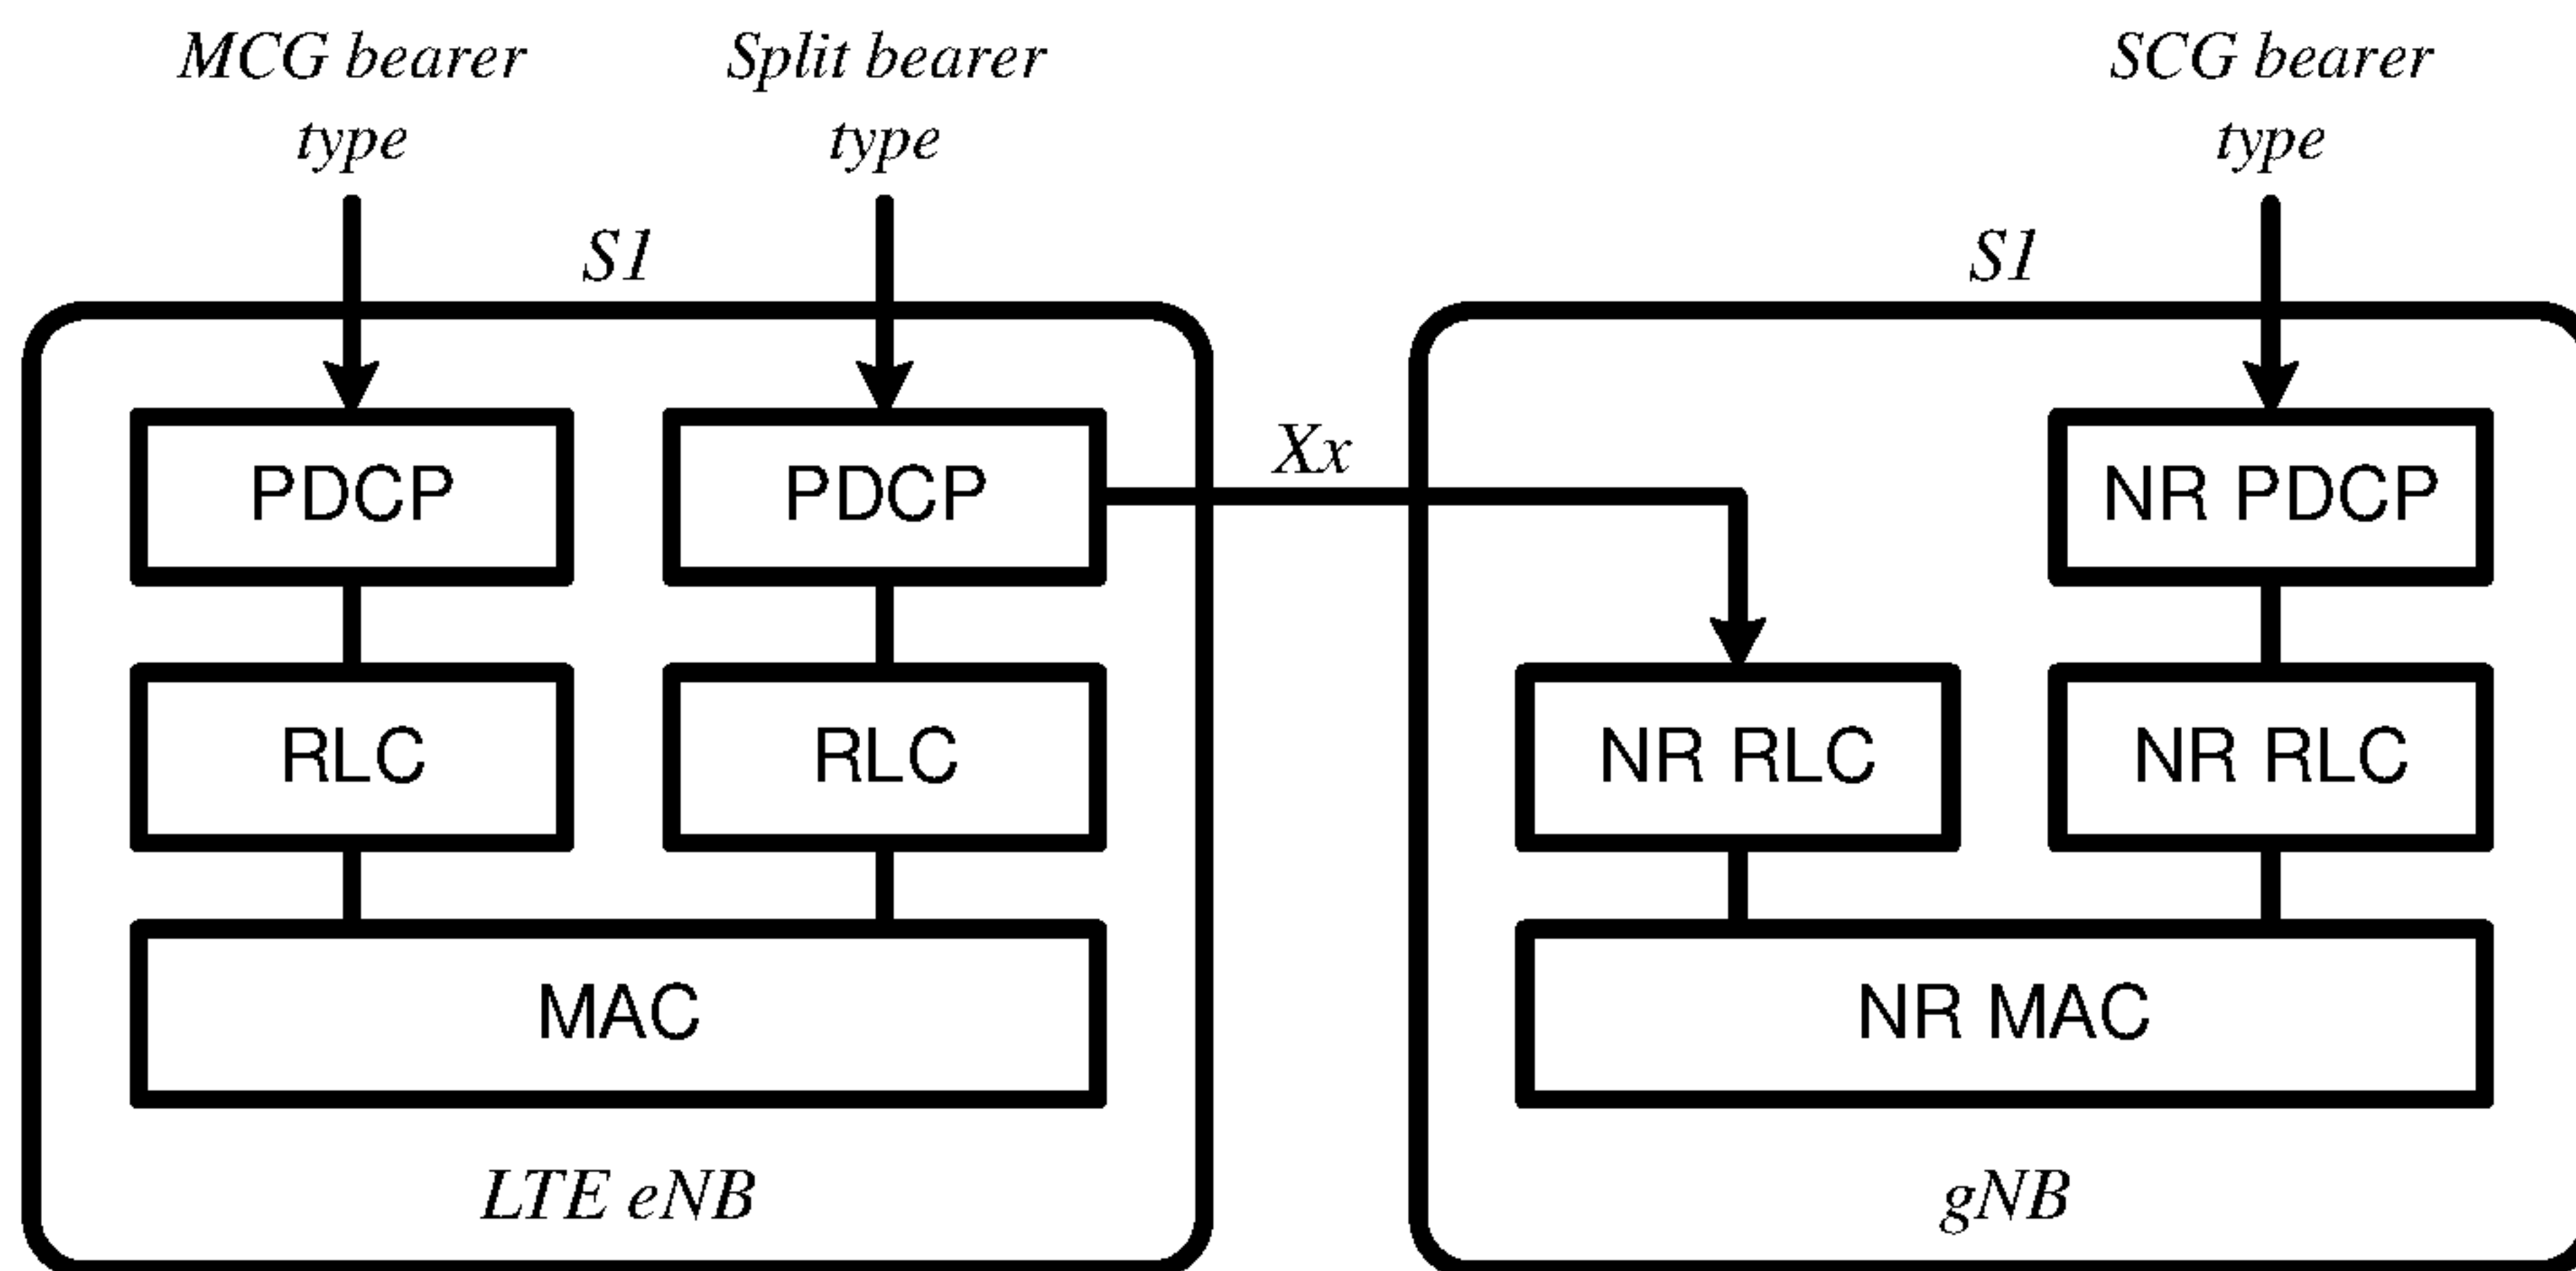 MCG bearer
type
Split bearer
type
SCG bearer
type
S1
S1
Xx
PDCP
PDCP
NR PDCP
RLC
RLC
NR RLC
NR RLC
MAC
NR MAC
LTE eNB
gNB